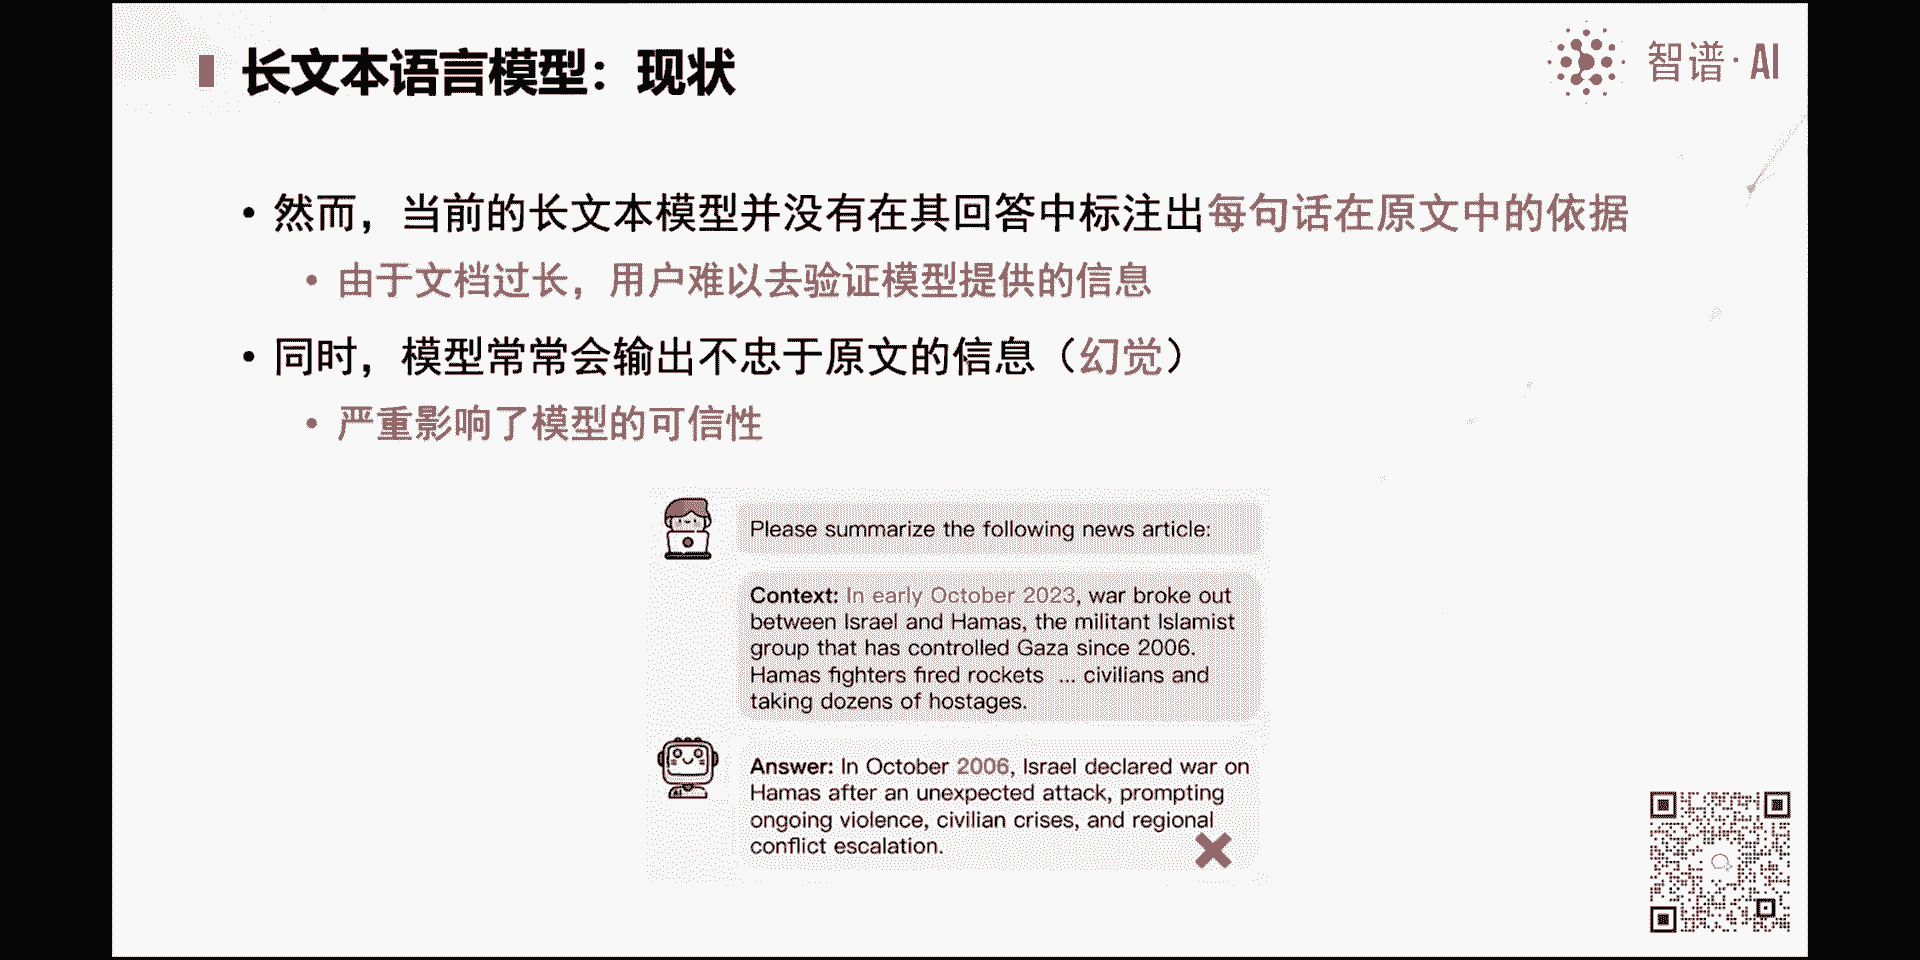 长文本语言模型：现状
智谱·AI
• 然而，当前的长文本模型并没有在其回答中标注出每句话在原文中的依据
• 由于文档过长，用户难以去验证模型提供的信息
• 同时，模型常常会输出不忠于原文的信息（幻觉）
• 严重影响了模型的可信性
Please summarize the following news article:
Context: In early October 2023, war broke out
between Israel and Hamas, the militant Islamist
group that has controlled Gaza since 2006.
Hamas fighters fired rockets ... civilians and
taking dozens of hostages.
Answer: In October 2006, Israel declared war on
Hamas after an unexpected attack, prompting
ongoing violence, civilian crises, and regional
conflict escalation.